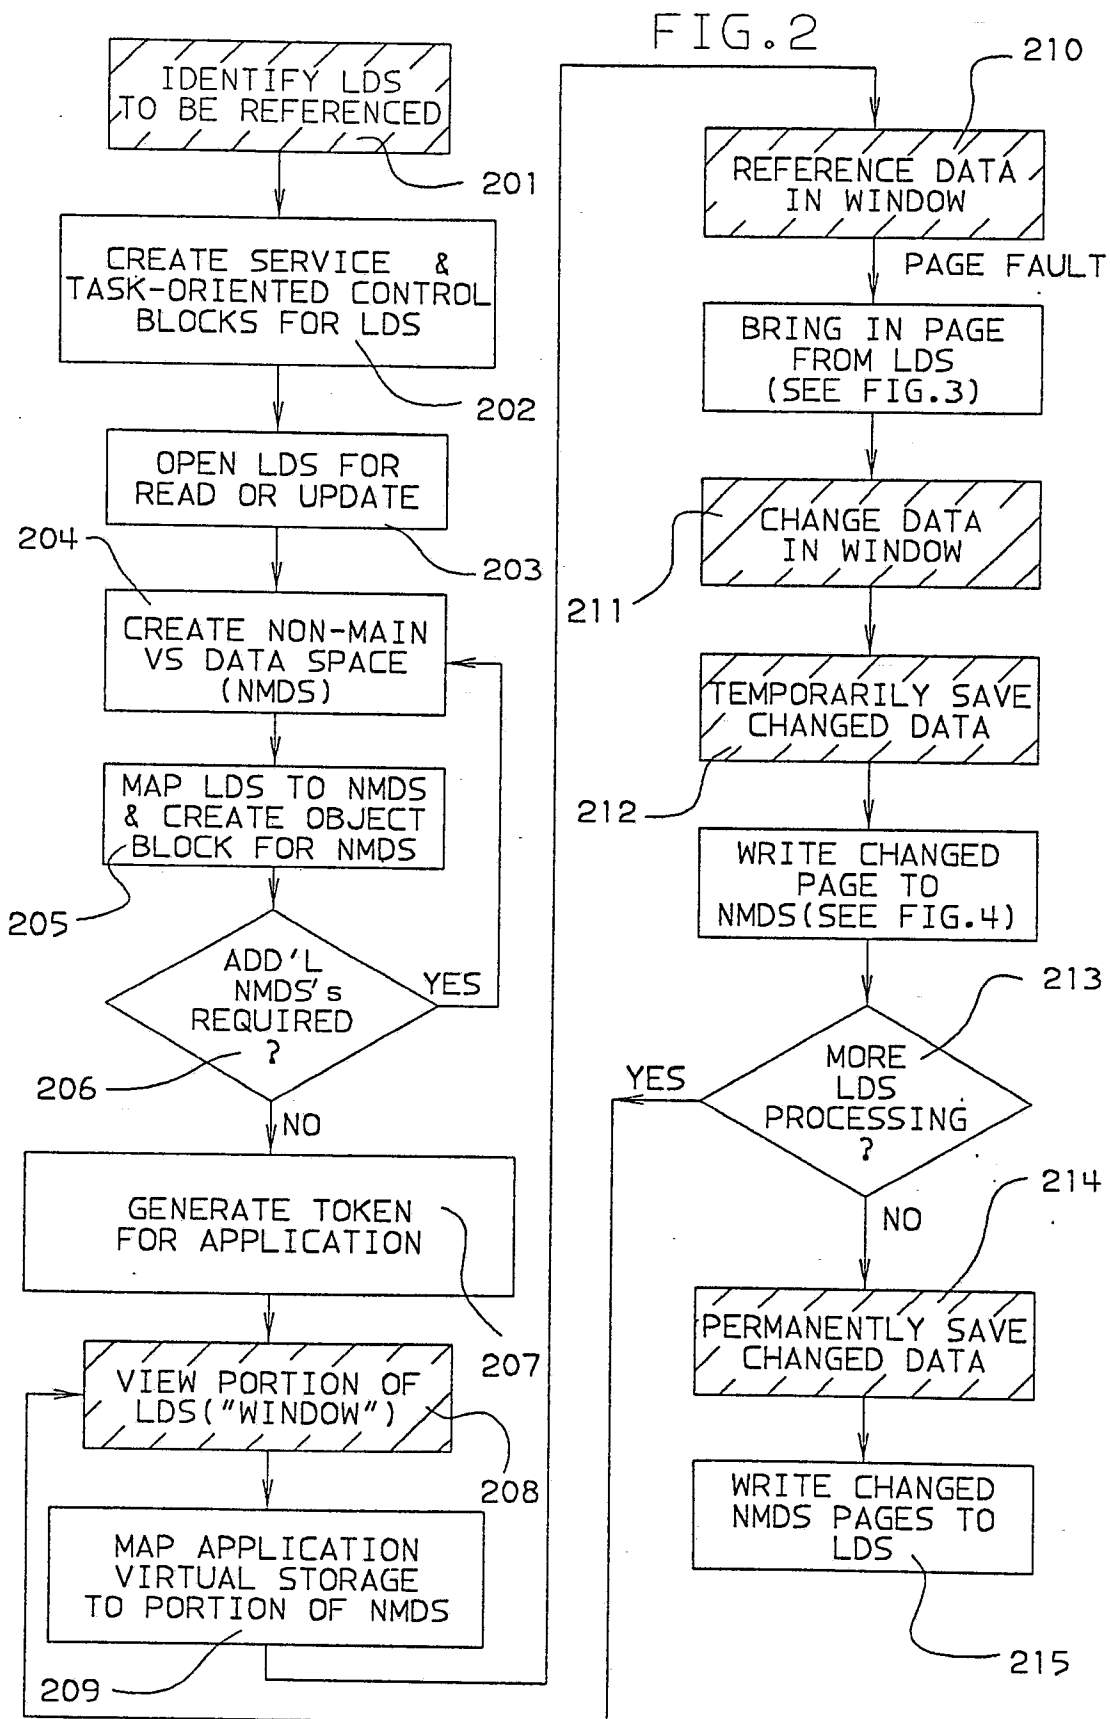 FIG.2
IDENTIFY LDS
TO BE REFERENCED
201
CREATE SERVICE &
TASK-ORIENTED CONTROL
BLOCKS FOR LDS
202
OPEN LDS FOR
READ OR UPDATE
203
204
CREATE NON-MAIN
VS DATA SPACE
(NMDS)
MAP LDS TO NMDS
& CREATE OBJECT
BLOCK FOR NMDS
205
ADD'L
NMDS's
REQUIRED
?
YES
206
NO
GENERATE TOKEN
FOR APPLICATION
207
VIEW PORTION OF
LDS("WINDOW")
208
MAP APPLICATION
VIRTUAL STORAGE
TO PORTION OF NMDS
209
210
REFERENCE DATA
IN WINDOW
PAGE FAULT
BRING IN PAGE
FROM LDS
(SEE FIG.3)
CHANGE DATA
IN WINDOW
211
TEMPORARILY SAVE
CHANGED DATA
212
WRITE CHANGED
PAGE TO
NMDS(SEE FIG.4)
213
MORE
LDS
PROCESSING
?
YES
NO
214
PERMANENTLY SAVE
CHANGED DATA
WRITE CHANGED
NMDS PAGES TO
LDS
215